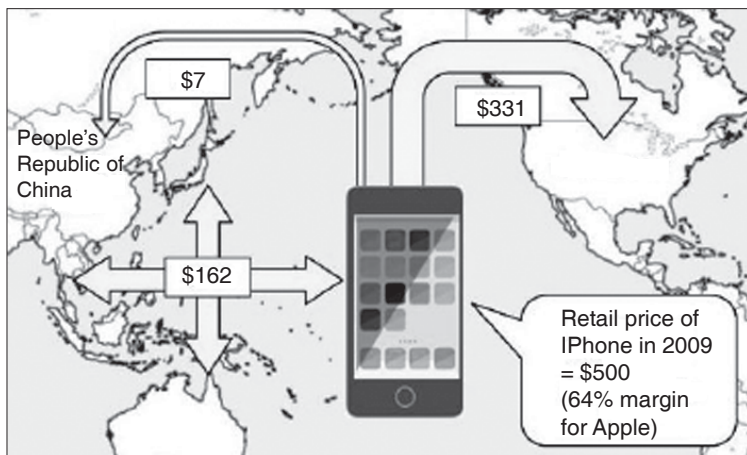 $7
$331
People's
Republic of
China
$162
Retail price of
IPhone in 2009
= $500
(64% margin
for Apple)